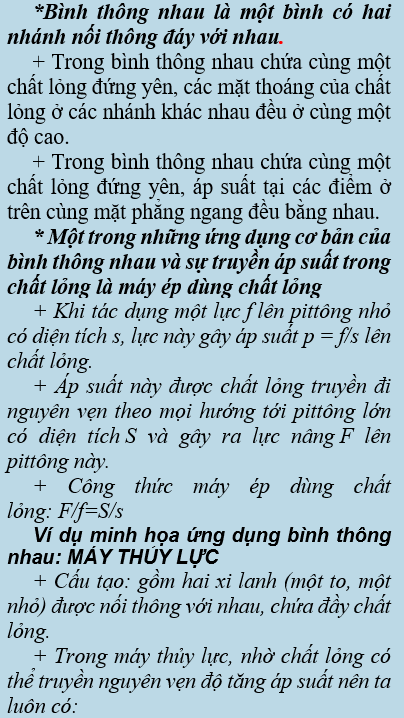 *Bình thông nhau là một bình có hai
nhánh nối thông đáy với nhau.
+ Trong bình thông nhau chứa cùng một
chất lỏng đứng yên, các mặt thoáng của chất
lỏng ở các nhánh khác nhau đều ở cùng một
độ cao.
+ Trong bình thông nhau chứa cùng một
chất lỏng đứng yên, áp suất tại các điểm ở
trên cùng mặt phẳng ngang đều bằng nhau.
* Một trong những ứng dụng cơ bản của
bình thông nhau và sự truyền áp suất trong
chất lỏng là máy ép dùng chất lỏng
+ Khi tác dụng một lực f lên pittông nhỏ
có diện tích s, lực này gây áp suất p = f/s lên
chất lỏng.
+ Áp suất này được chất lỏng truyền đi
nguyên vẹn theo mọi hướng tới pittông lớn
có diện tích S và gây ra lực nâng F lên
pittông này.
+ Công thức máy ép dùng chất
lỏng: F/f=S/s
Ví dụ minh họa ứng dụng bình thông
nhau: MÁY THỦY LỰC
+ Cấu tạo: gồm hai xi lanh (một to, một
nhỏ) được nối thông với nhau, chứa đầy chất
lỏng.
+ Trong máy thủy lực, nhờ chất lỏng có
thể truyền nguyên vẹn độ tăng áp suất nên ta
luôn có: